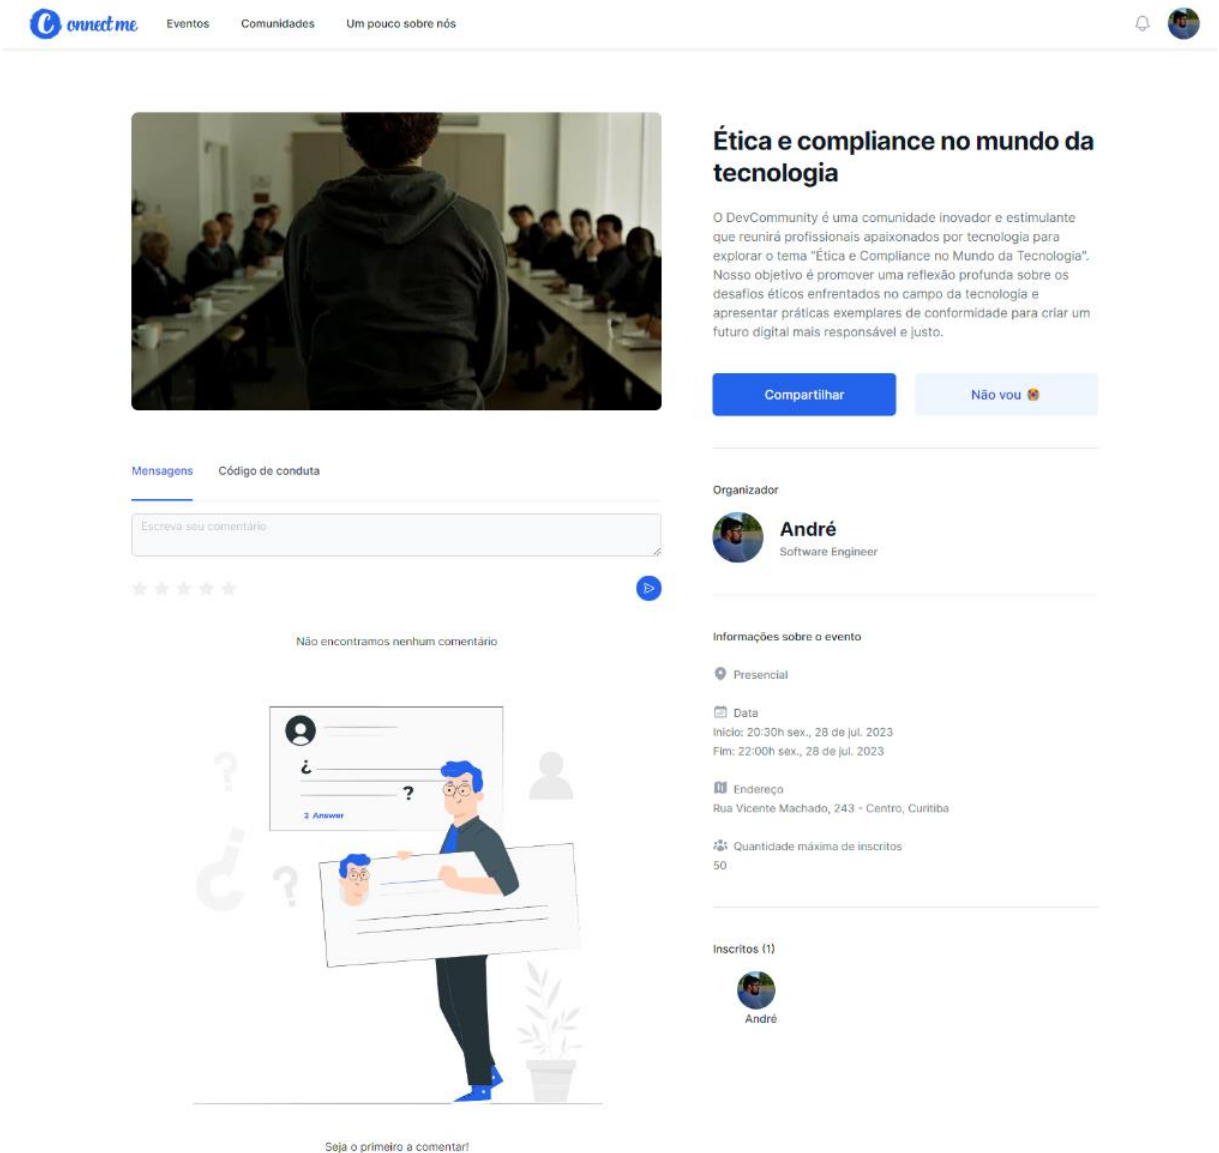 Connect me
Eventos
Comunidades
Um pouco sobre nós
Ética e compliance no mundo da
tecnologia
O DevCommunity é uma comunidade inovador e estimulante
que reunirá profissionais apaixonados por tecnologia para
explorar o tema "Ética e Compliance no Mundo da Tecnologia".
Nosso objetivo é promover uma reflexão profunda sobre os
desafios éticos enfrentados no campo da tecnologia e
apresentar práticas exemplares de conformidade para criar um
futuro digital mais responsável e justo.
Compartilhar
Não vou
Mensagens
Código de conduta
Escreva seu comentário
Não encontramos nenhum comentário
¿
?
2 Answer
Seja o primeiro a comentar!
Organizador
André
Software Engineer
Informações sobre o evento
Presencial
Data
Início: 20:30h sex., 28 de jul. 2023
Fim: 22:00h sex., 28 de jul. 2023
Endereço
Rua Vicente Machado, 243 - Centro, Curitiba
Quantidade máxima de inscritos
50
Inscritos (1)
André